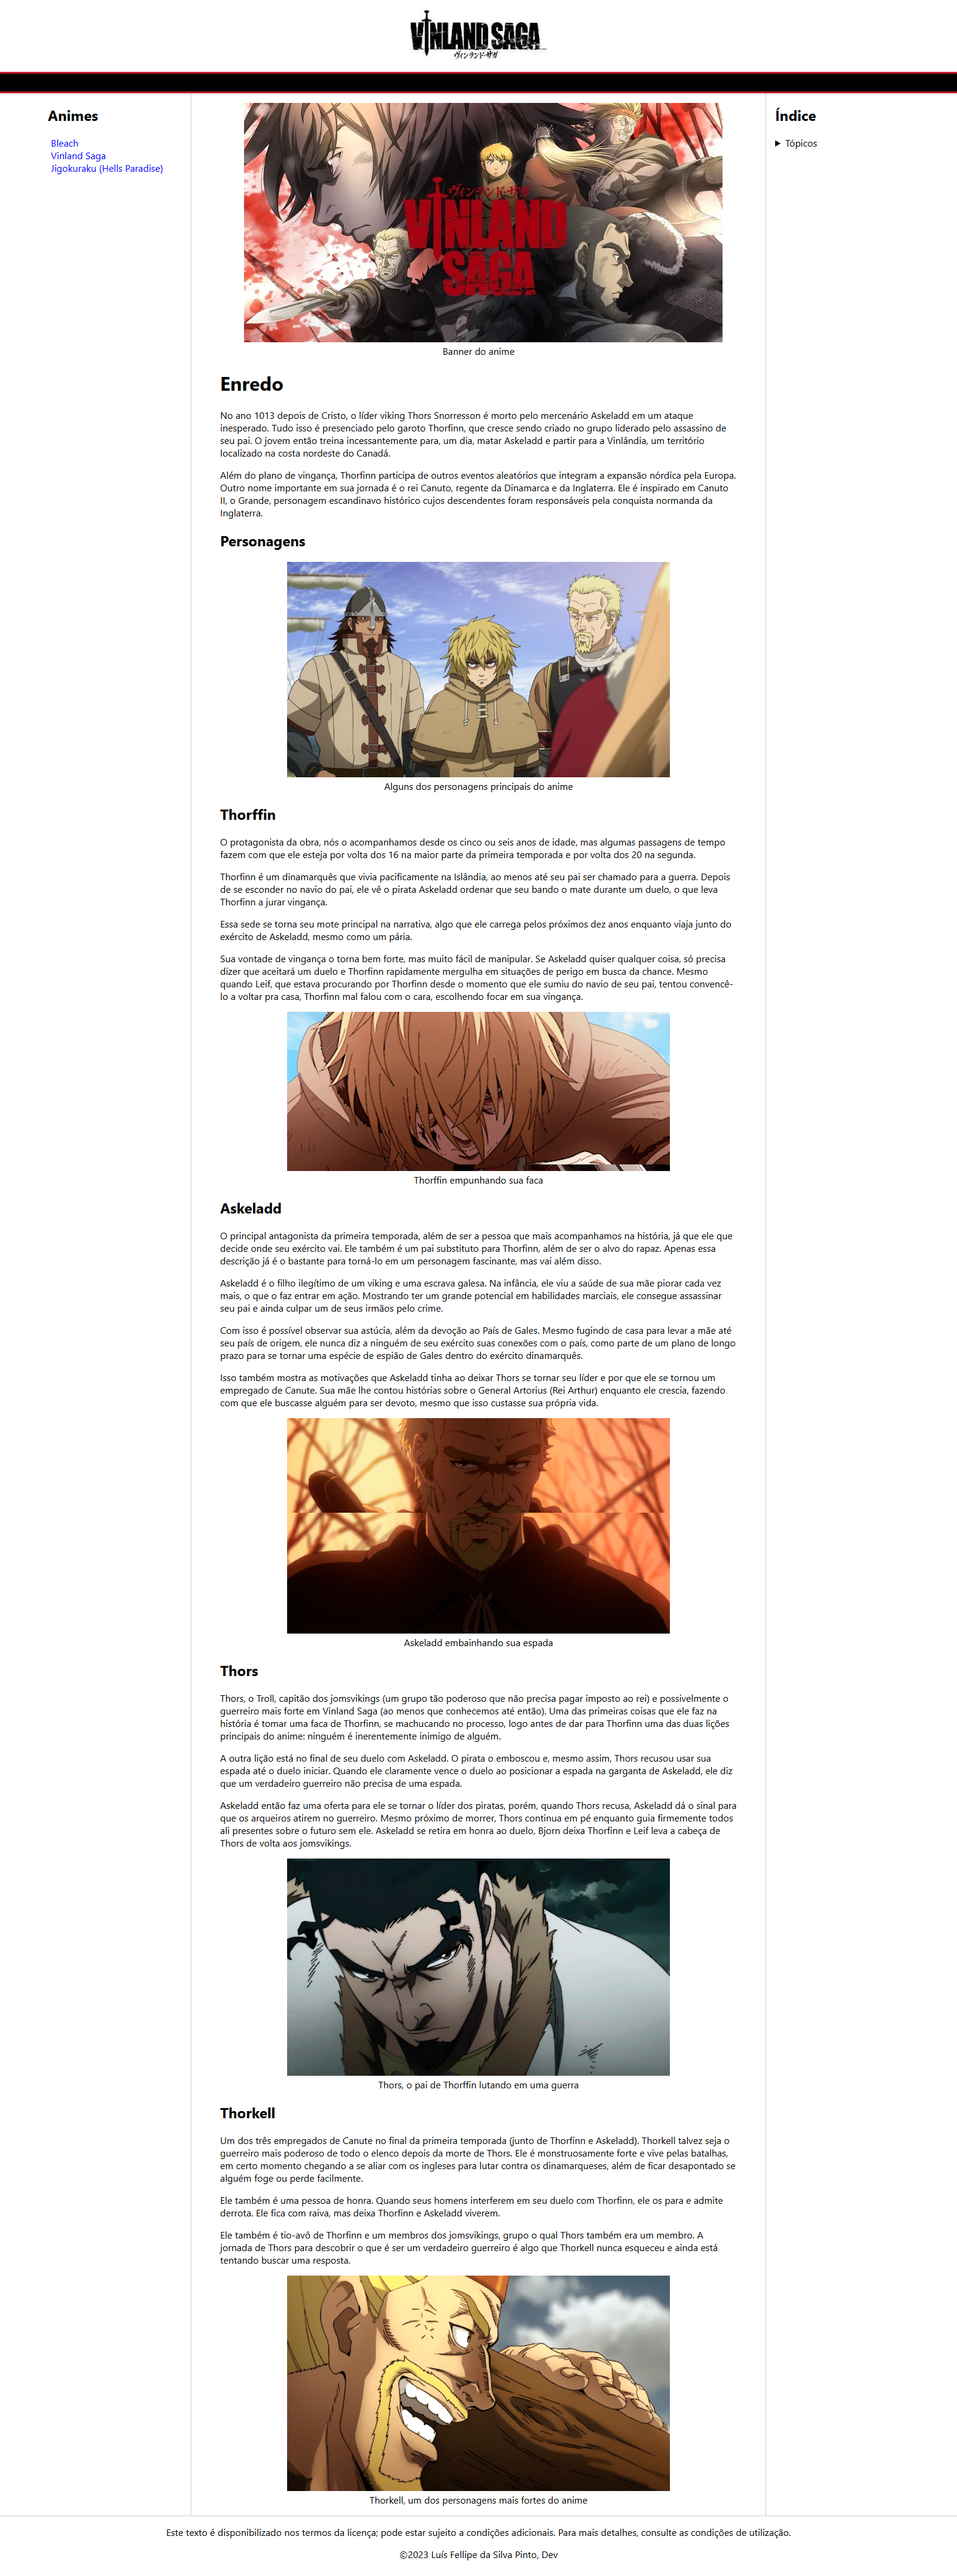 VINLAND SAGA
ヴィンランド・サガ
Animes
Bleach
Vinland Saga
Jigokuraku (Hells Paradise)
ヴィンランド・サガ
VINLAND
SAGA
Banner do anime
Enredo
No ano 1013 depois de Cristo, o líder viking Thors Snorresson é morto pelo mercenário Askeladd em um ataque
inesperado. Tudo isso é presenciado pelo garoto Thorfinn, que cresce sendo criado no grupo liderado pelo assassino de
seu pai. O jovem então treina incessantemente para, um dia, matar Askeladd e partir para a Vinlândia, um território
localizado na costa nordeste do Canadá.
Além do plano de vingança, Thorfinn participa de outros eventos aleatórios que integram a expansão nórdica pela Europa.
Outro nome importante em sua jornada é o rei Canuto, regente da Dinamarca e da Inglaterra. Ele é inspirado em Canuto
II, o Grande, personagem escandinavo histórico cujos descendentes foram responsáveis pela conquista normanda da
Inglaterra.
Personagens
Alguns dos personagens principais do anime
Thorffin
O protagonista da obra, nós o acompanhamos desde os cinco ou seis anos de idade, mas algumas passagens de tempo
fazem com que ele esteja por volta dos 16 na maior parte da primeira temporada e por volta dos 20 na segunda.
Thorfinn é um dinamarquês que vivia pacificamente na Islândia, ao menos até seu pai ser chamado para a guerra. Depois
de se esconder no navio do pai, ele vê o pirata Askeladd ordenar que seu bando o mate durante um duelo, o que leva
Thorfinn a jurar vingança.
Essa sede se torna seu mote principal na narrativa, algo que ele carrega pelos próximos dez anos enquanto viaja junto do
exército de Askeladd, mesmo como um pária.
Sua vontade de vingança o torna bem forte, mas muito fácil de manipular. Se Askeladd quiser qualquer coisa, só precisa
dizer que aceitará um duelo e Thorfinn rapidamente mergulha em situações de perigo em busca da chance. Mesmo
quando Leif, que estava procurando por Thorfinn desde o momento que ele sumiu do navio de seu pai, tentou convencê-
lo a voltar pra casa, Thorfinn mal falou com o cara, escolhendo focar em sua vingança.
Thorffin empunhando sua faca
Askeladd
O principal antagonista da primeira temporada, além de ser a pessoa que mais acompanhamos na história, já que ele que
decide onde seu exército vai. Ele também é um pai substituto para Thorfinn, além de ser o alvo do rapaz. Apenas essa
descrição já é o bastante para torná-lo em um personagem fascinante, mas vai além disso.
Askeladd é o filho ilegítimo de um viking e uma escrava galesa. Na infância, ele viu a saúde de sua mãe piorar cada vez
mais, o que o faz entrar em ação. Mostrando ter um grande potencial em habilidades marciais, ele consegue assassinar
seu pai e ainda culpar um de seus irmãos pelo crime.
Com isso é possível observar sua astúcia, além da devoção ao País de Gales. Mesmo fugindo de casa para levar a mãe até
seu país de origem, ele nunca diz a ninguém de seu exército suas conexões com o país, como parte de um plano de longo
prazo para se tornar uma espécie de espião de Gales dentro do exército dinamarquês.
Isso também mostra as motivações que Askeladd tinha ao deixar Thors se tornar seu líder e por que ele se tornou um
empregado de Canute. Sua mãe lhe contou histórias sobre o General Artorius (Rei Arthur) enquanto ele crescia, fazendo
com que ele buscasse alguém para ser devoto, mesmo que isso custasse sua própria vida.
Askeladd embainhando sua espada
Thors
Thors, o Troll, capitão dos jomsvikings (um grupo tão poderoso que não precisa pagar imposto ao rei) e possivelmente o
guerreiro mais forte em Vinland Saga (ao menos que conhecemos até então). Uma das primeiras coisas que ele faz na
história é tomar uma faca de Thorfinn, se machucando no processo, logo antes de dar para Thorfinn uma das duas lições
principais do anime: ninguém é inerentemente inimigo de alguém.
A outra lição está no final de seu duelo com Askeladd. O pirata o emboscou e, mesmo assim, Thors recusou usar sua
espada até o duelo iniciar. Quando ele claramente vence o duelo ao posicionar a espada na garganta de Askeladd, ele diz
que um verdadeiro guerreiro não precisa de uma espada.
Askeladd então faz uma oferta para ele se tornar o líder dos piratas, porém, quando Thors recusa, Askeladd dá o sinal para
que os arqueiros atirem no guerreiro. Mesmo próximo de morrer, Thors continua em pé enquanto guia firmemente todos
ali presentes sobre o futuro sem ele. Askeladd se retira em honra ao duelo, Bjorn deixa Thorfinn e Leif leva a cabeça de
Thors de volta aos jomsvikings.
Thors, o pai de Thorffin lutando em uma guerra
Thorkell
Um dos três empregados de Canute no final da primeira temporada (junto de Thorfinn e Askeladd). Thorkell talvez seja o
guerreiro mais poderoso de todo o elenco depois da morte de Thors. Ele é monstruosamente forte e vive pelas batalhas,
em certo momento chegando a se aliar com os ingleses para lutar contra os dinamarqueses, além de ficar desapontado se
alguém foge ou perde facilmente.
Ele também é uma pessoa de honra. Quando seus homens interferem em seu duelo com Thorfinn, ele os para e admite
derrota. Ele fica com raiva, mas deixa Thorfinn e Askeladd viverem.
Ele também é tio-avô de Thorfinn e um membros dos jomsvikings, grupo o qual Thors também era um membro. A
jornada de Thors para descobrir o que é ser um verdadeiro guerreiro é algo que Thorkell nunca esqueceu e ainda está
tentando buscar uma resposta.
Thorkell, um dos personagens mais fortes do anime
Índice
Tópicos
Este texto é disponibilizado nos termos da licença; pode estar sujeito a condições adicionais. Para mais detalhes, consulte as condições de utilização.
©2023 Luís Fellipe da Silva Pinto, Dev